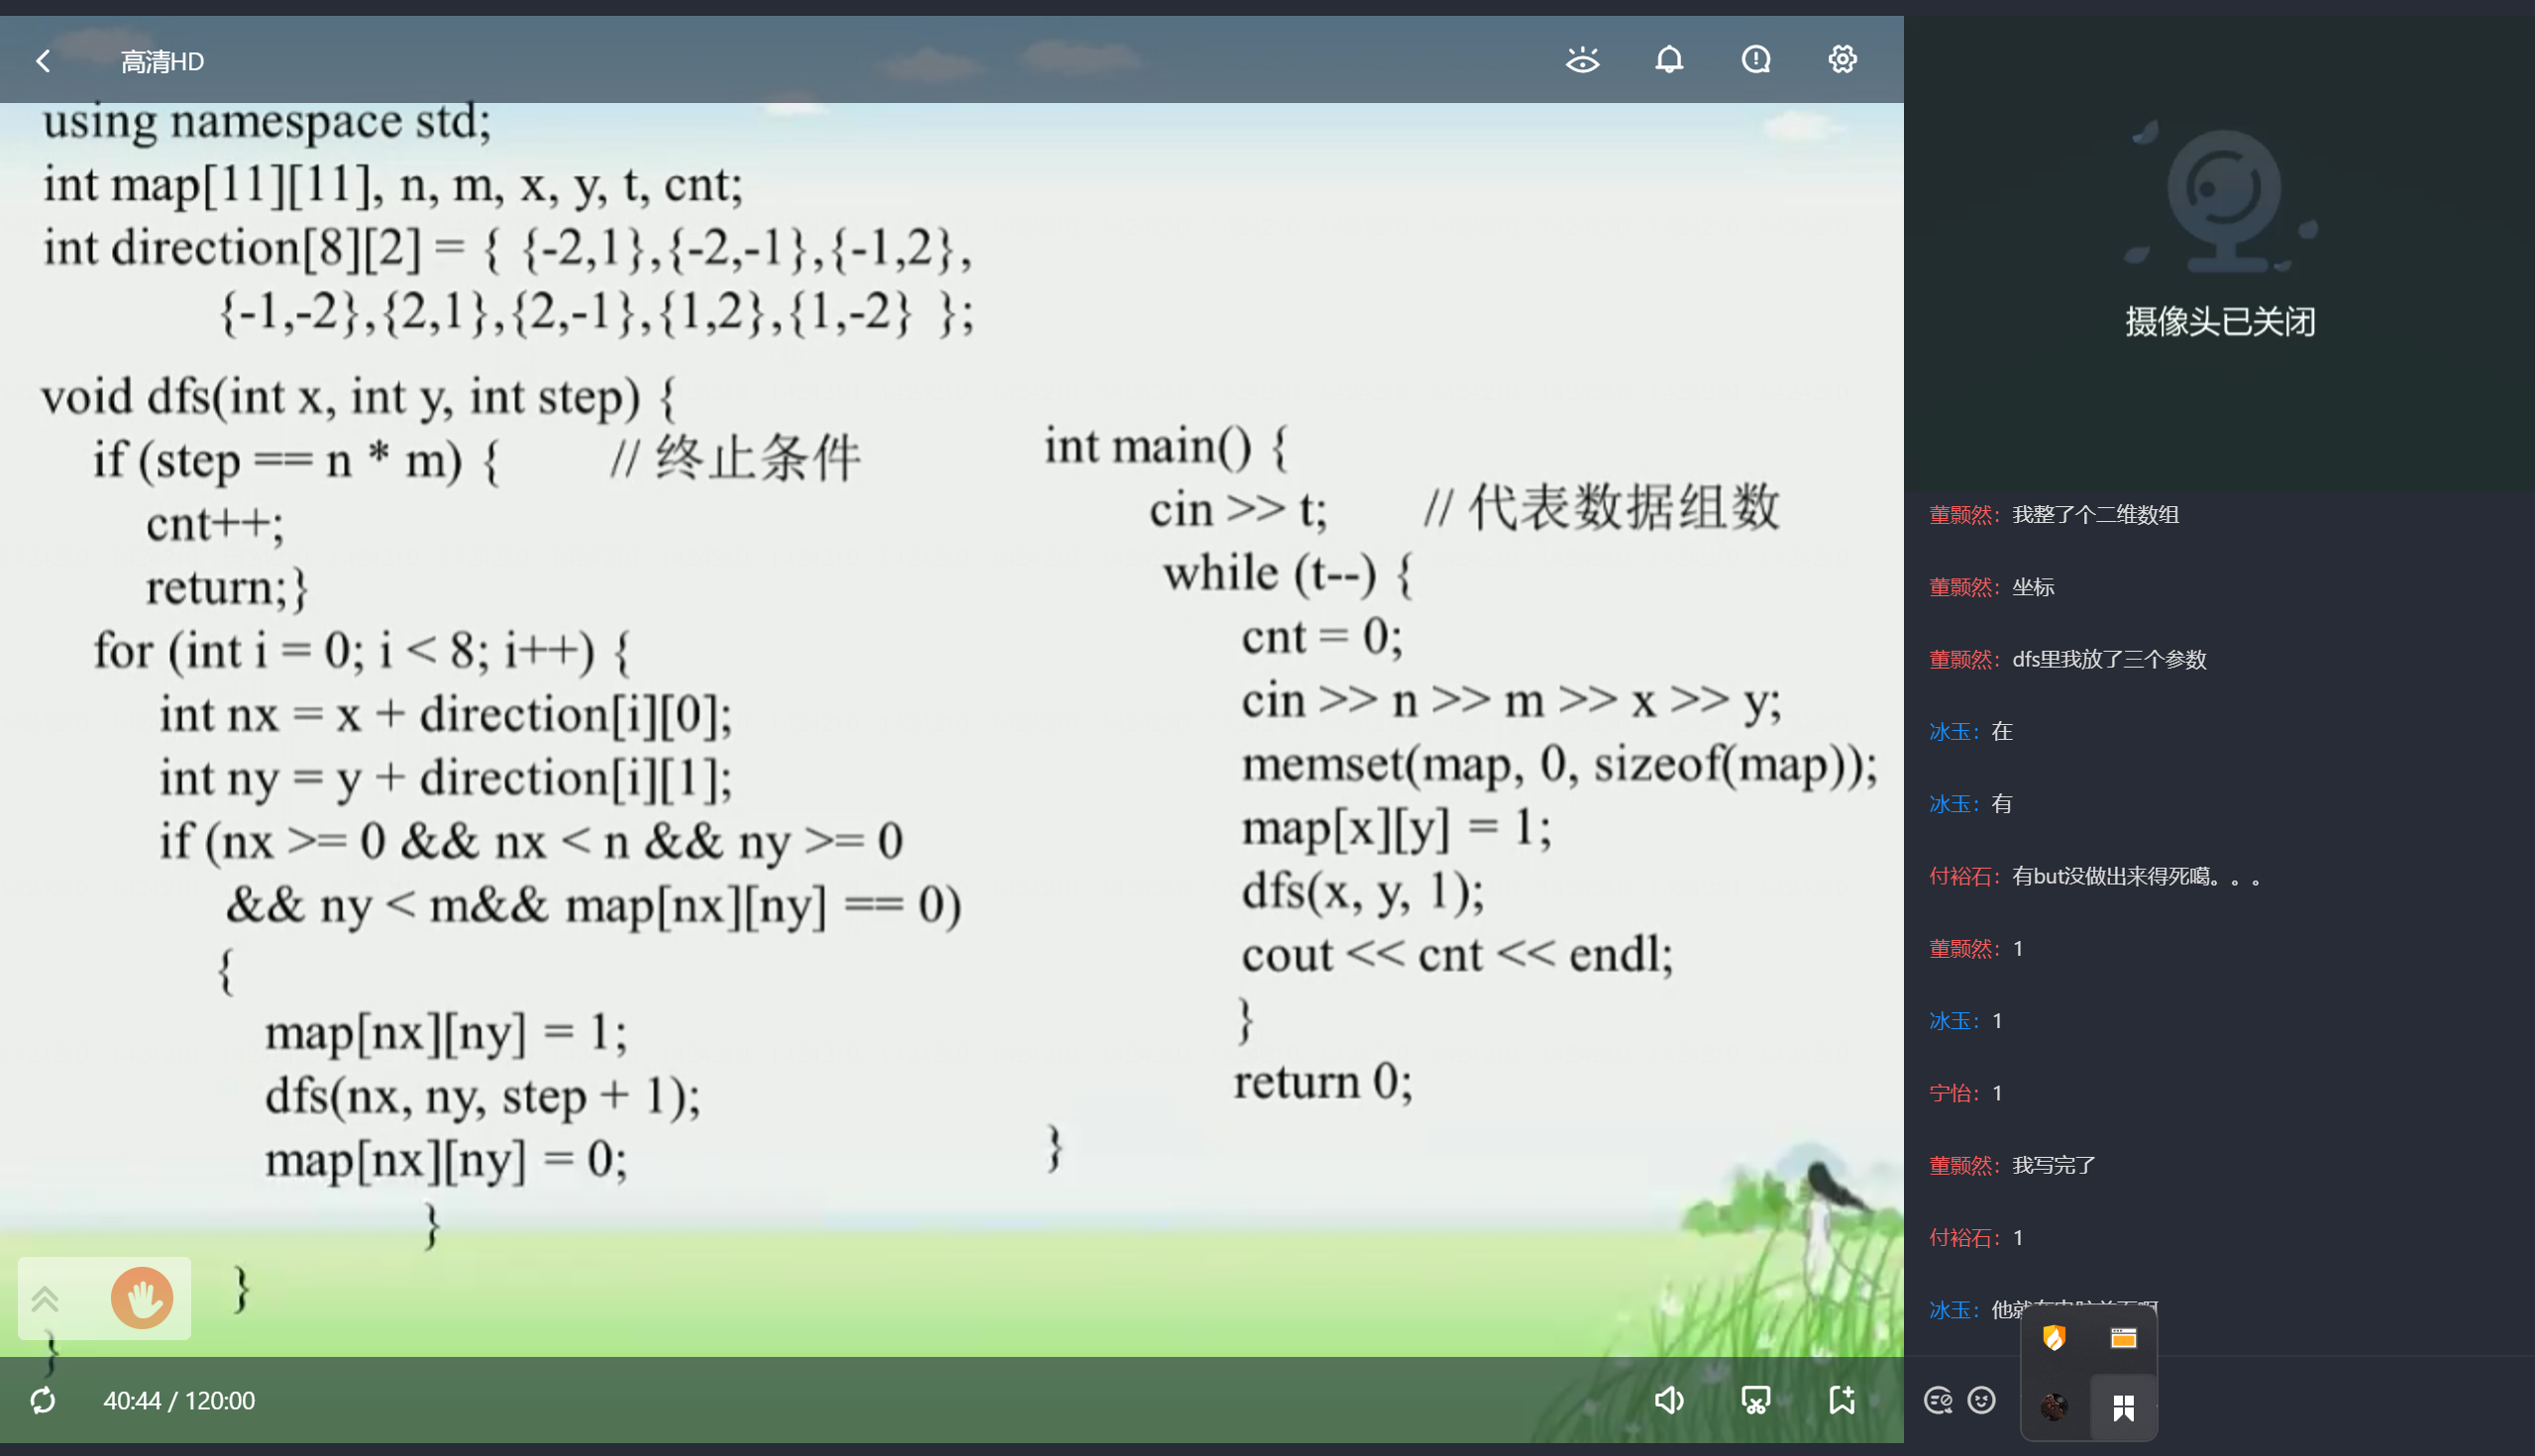 高清HD
using namespace std;
int map[11][11], n, m, x, y, t, cnt;
int direction[8][2] = { {-2,1},{-2,-1},{-1,2},
{-1,-2},{2,1},{2,-1},{1,2},{1,-2} };
void dfs(int x, int y, int step) {
if (step == n * m) { // 终止条件
cnt++;
return;}
for (int i = 0; i < 8; i++) {
int nx = x + direction[i][0];
int ny = y + direction[i][1];
if (nx >= 0 && nx < n && ny >= 0
&& ny < m&& map[nx][ny] == 0)
{
map[nx][ny] = 1;
dfs(nx, ny, step + 1);
map[nx][ny] = 0;
}
}
}
int main() {
cin >> t; // 代表数据组数
while (t--) {
cnt = 0;
cin >> n >> m >> x >> y;
memset(map, 0, sizeof(map));
map[x][y] = 1;
dfs(x, y, 1);
cout << cnt << endl;
}
return 0;
}
40:44 / 120:00
摄像头已关闭
董颢然：我整了个二维数组
董颢然：坐标
董颢然：dfs里我放了三个参数
冰玉：在
冰玉：有
付裕石：有but没做出来得死噶。。。
董颢然：1
冰玉：1
宁怡：1
董颢然：我写完了
付裕石：1
冰玉：他就